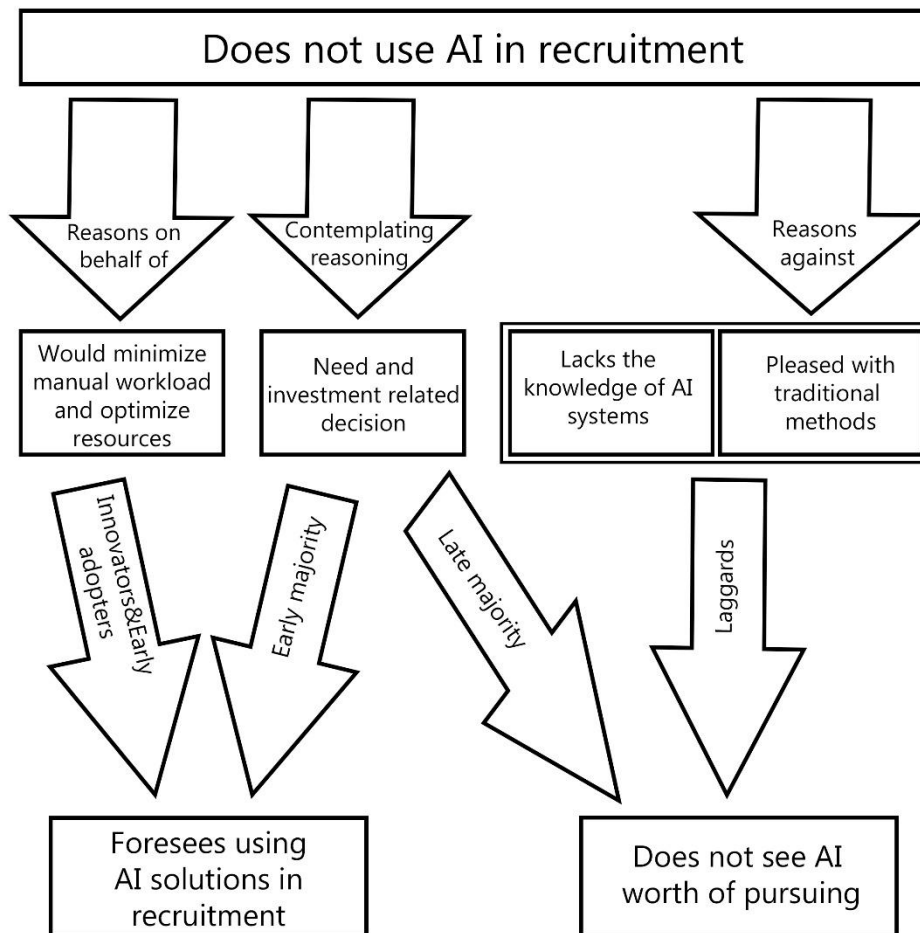 Does not use AI in recruitment
Reasons on
behalf of
Contemplating
reasoning
Reasons
against
Would minimize
manual workload
and optimize
resources
Need and
investment related
decision
Lacks the
knowledge of AI
systems
Pleased with
traditional
methods
Innovators&Early
adopters
Early majority
Late majority
Laggards
Foresees using
AI solutions in
recruitment
Does not see AI
worth of pursuing